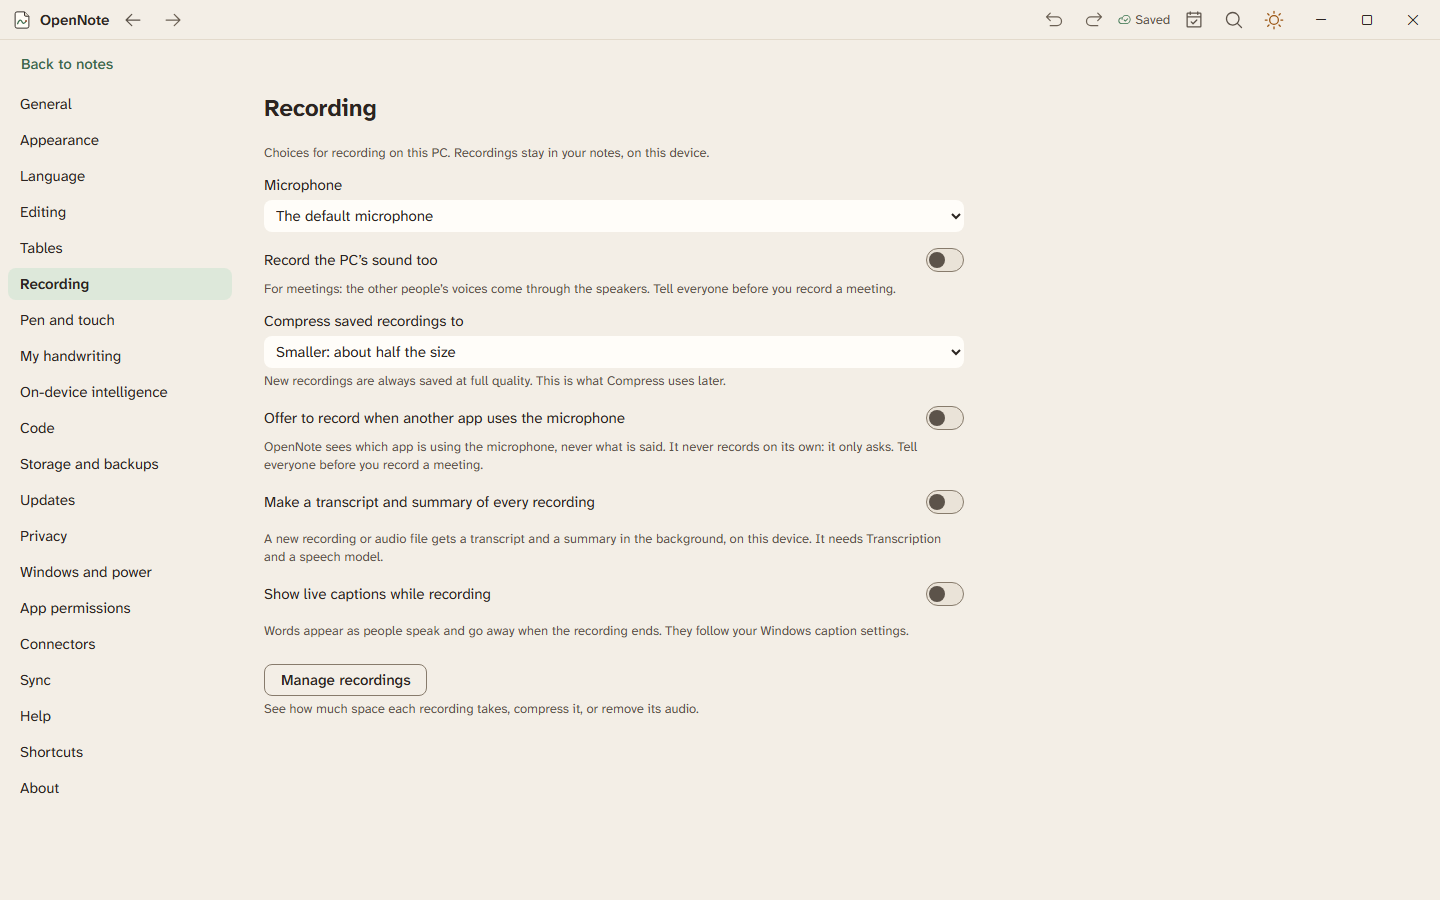 OpenNote
Saved
Back to notes
General
Appearance
Language
Editing
Tables
Recording
Pen and touch
My handwriting
On-device intelligence
Code
Storage and backups
Updates
Privacy
Windows and power
App permissions
Connectors
Sync
Help
Shortcuts
About
Recording
Choices for recording on this PC. Recordings stay in your notes, on this device.
Microphone
The default microphone
Record the PC’s sound too
For meetings: the other people’s voices come through the speakers. Tell everyone before you record a meeting.
Compress saved recordings to
Smaller: about half the size
New recordings are always saved at full quality. This is what Compress uses later.
Offer to record when another app uses the microphone
OpenNote sees which app is using the microphone, never what is said. It never records on its own: it only asks. Tell
everyone before you record a meeting.
Make a transcript and summary of every recording
A new recording or audio file gets a transcript and a summary in the background, on this device. It needs Transcription
and a speech model.
Show live captions while recording
Words appear as people speak and go away when the recording ends. They follow your Windows caption settings.
Manage recordings
See how much space each recording takes, compress it, or remove its audio.